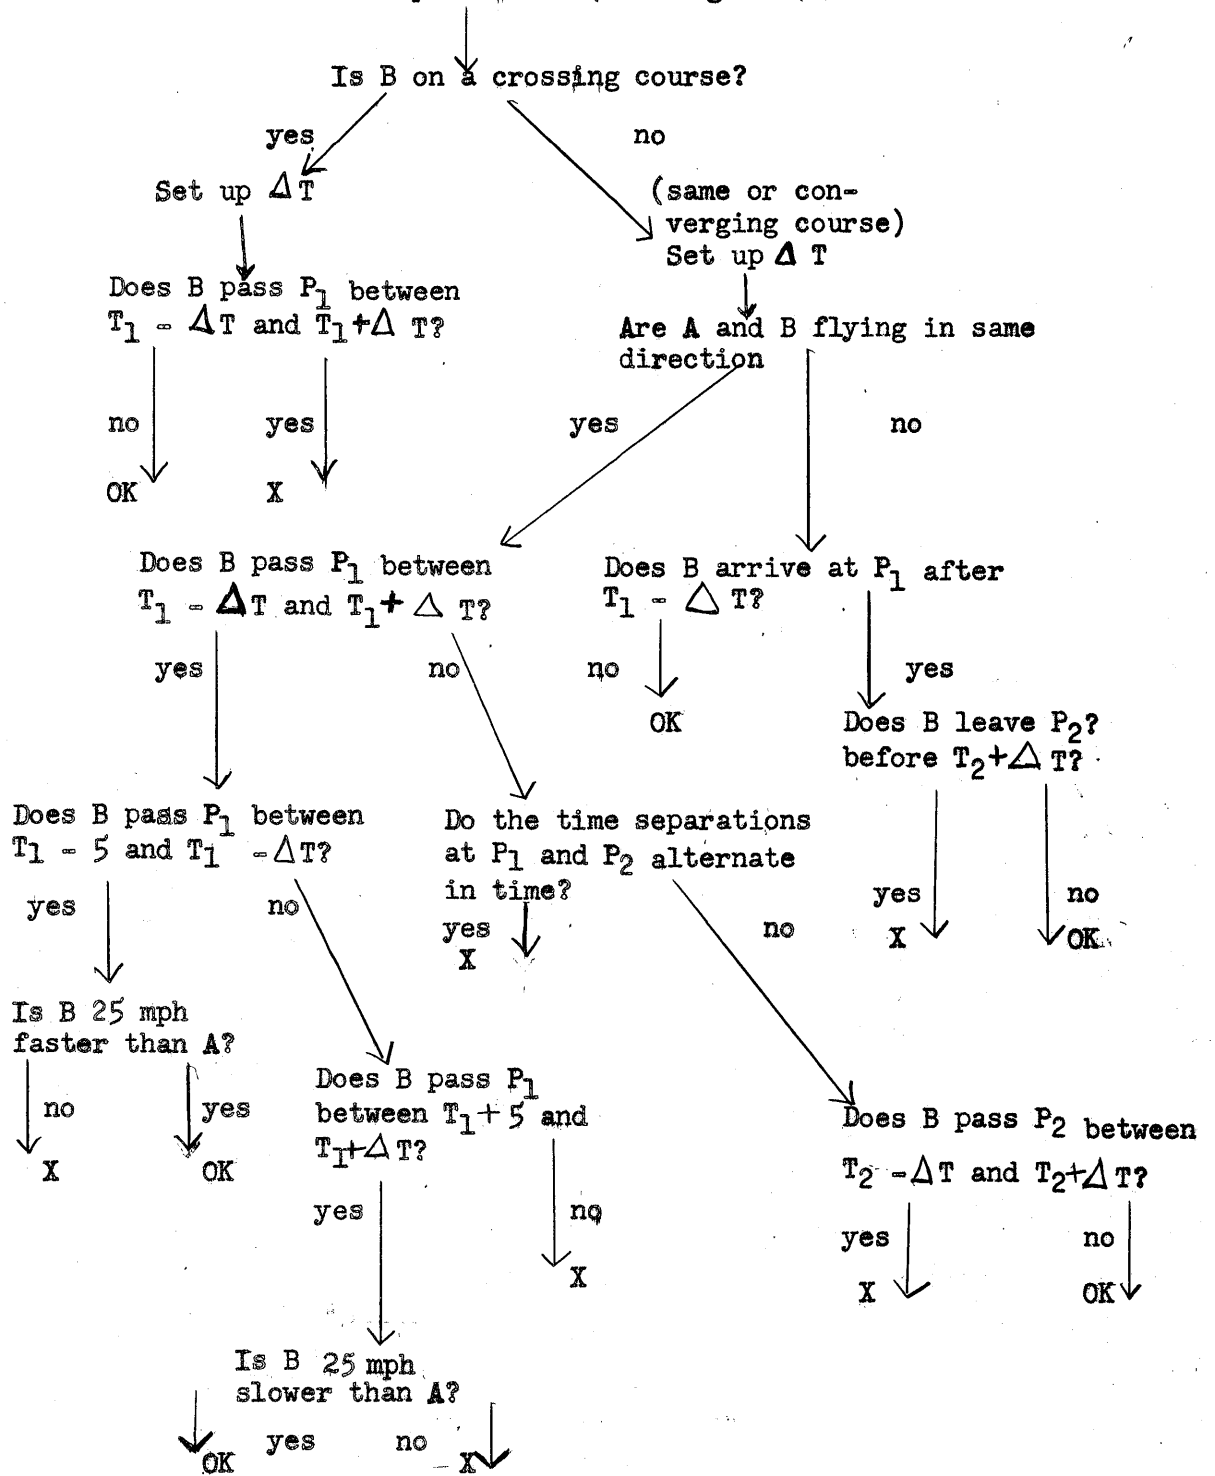 Is B on a crossing course?
yes
no
Set up Δ T
(same or con-
verging course)
Set up Δ T
Does B pass P1 between
T1 - ΔT and T1+Δ T?
Are A and B flying in same
direction
no
yes
yes
no
OK
X
Does B pass P1 between
T1 - ΔT and T1+ Δ T?
Does B arrive at P1 after
T1 - Δ T?
yes
no
no
yes
OK
Does B leave P2?
before T2+Δ T?
Does B pass P1 between
T1 - 5 and T1 -ΔT?
Do the time separations
at P1 and P2 alternate
in time?
yes
no
yes
X
no
yes
X
no
OK
Is B 25 mph
faster than A?
Does B pass P1
between T1+ 5 and
T1+Δ T?
no
yes
X
OK
Does B pass P2 between
T2 -ΔT and T2+Δ T?
yes
no
X
yes
no
X
OK
Is B 25 mph
slower than A?
yes
no
OK
X